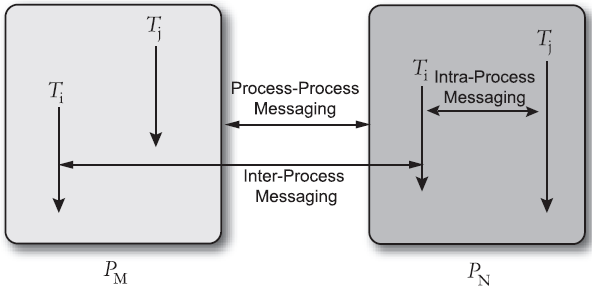 Tj
Ti
Process-Process
Messaging
Inter-Process
Messaging
Ti
Intra-Process
Messaging
Tj
PM
PN